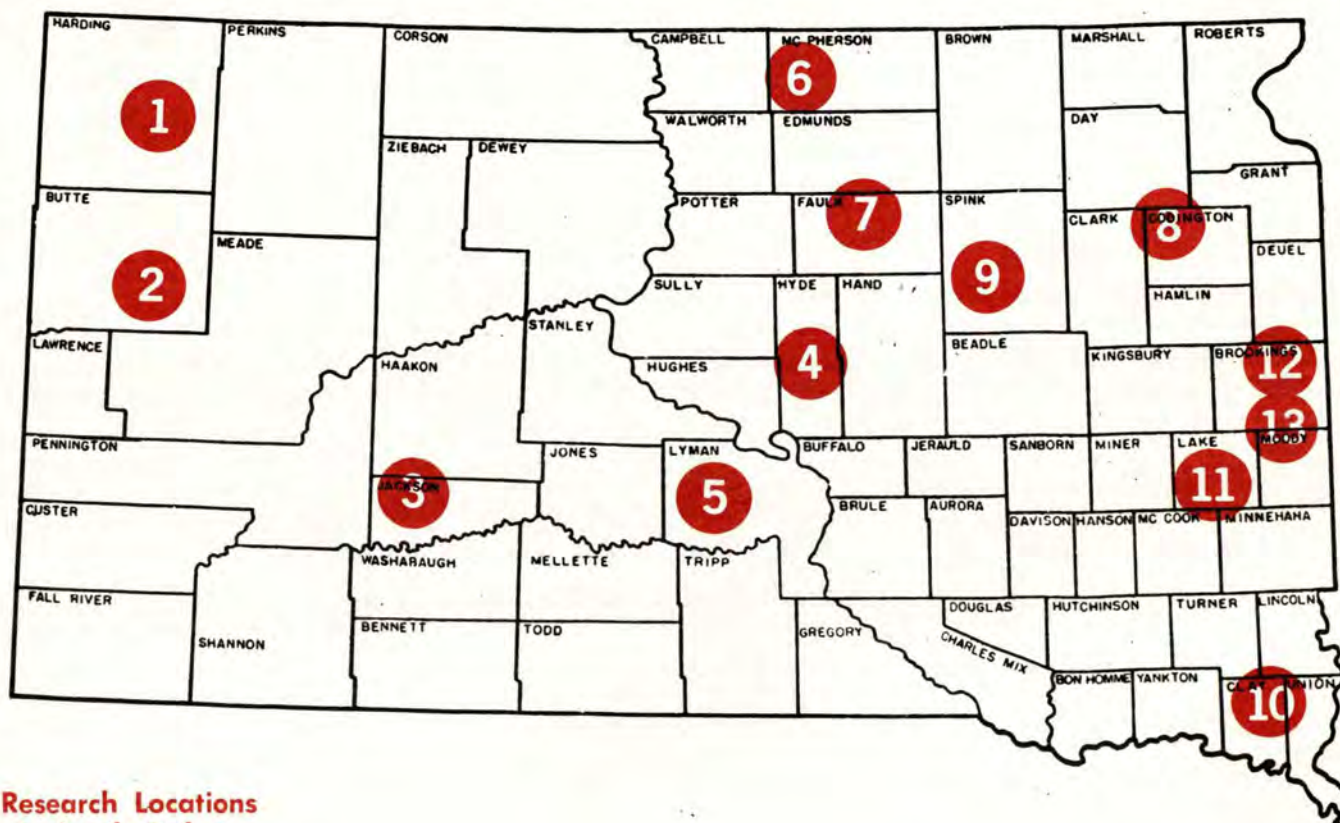 HARDING
PERKINS
CORSON
CAMPBELL
MC PHERSON
BROWN
MARSHALL
ROBERTS
1
6
WALWORTH
EDMUNDS
DAY
ZIEBACH
DEWEY
GRANT
BUTTE
POTTER
FAULK
7
SPINK
CLARK
CODINGTON
8
MEADE
DEUEL
2
SULLY
HYDE
HAND
9
HAMLIN
STANLEY
LAWRENCE
BEADLE
KINGSBURY
BROOKINGS
12
HAAKON
HUGHES
4
13
PENNINGTON
JONES
LYMAN
BUFFALO
JERAULD
SANBORN
MINER
LAKE
MOODY
JACKSON
3
5
11
CUSTER
BRULE
AURORA
DAVISON
HANSON
MC COOK
MINNEHAHA
WASHABAUGH
MELLETTE
TRIPP
FALL RIVER
DOUGLAS
HUTCHINSON
TURNER
LINCOLN
BENNETT
TODD
GREGORY
SHANNON
CHARLES MIX
BON HOMME
YANKTON
CLAY
UNION
10
Research Locations